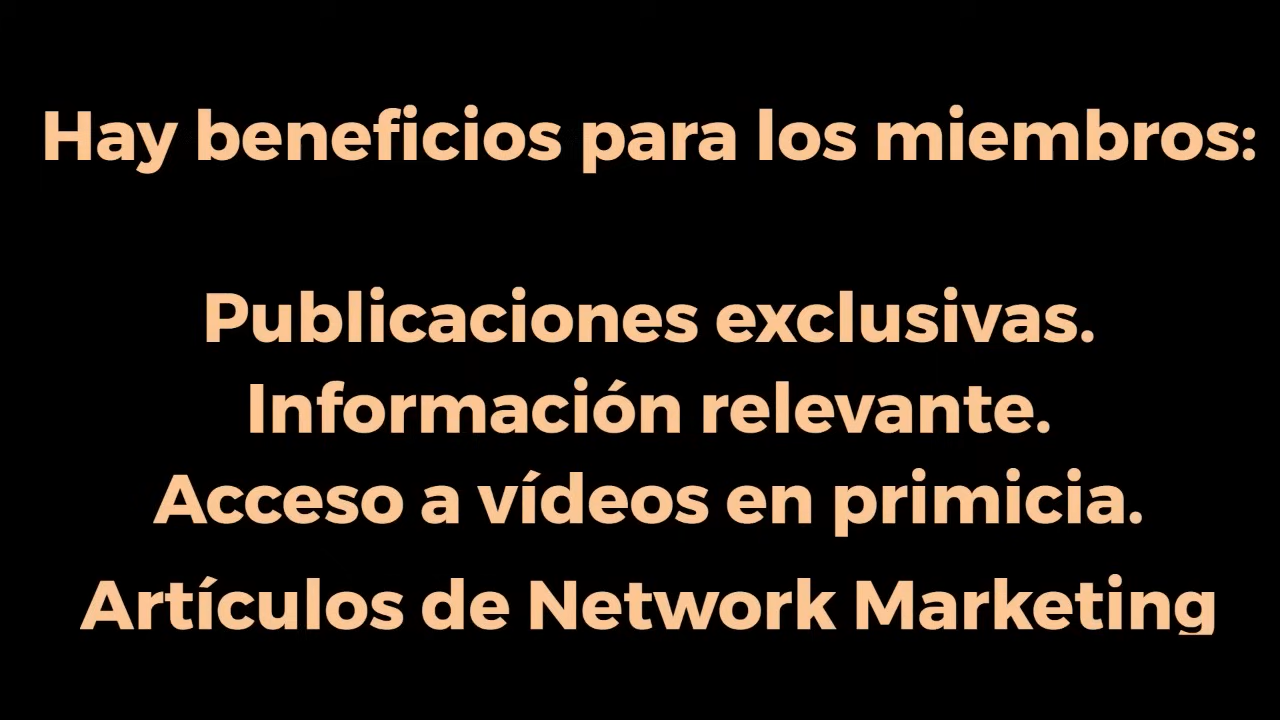 Hay beneficios para los miembros:
Publicaciones exclusivas.
Información relevante.
Acceso a vídeos en primicia.
Artículos de Network Marketing